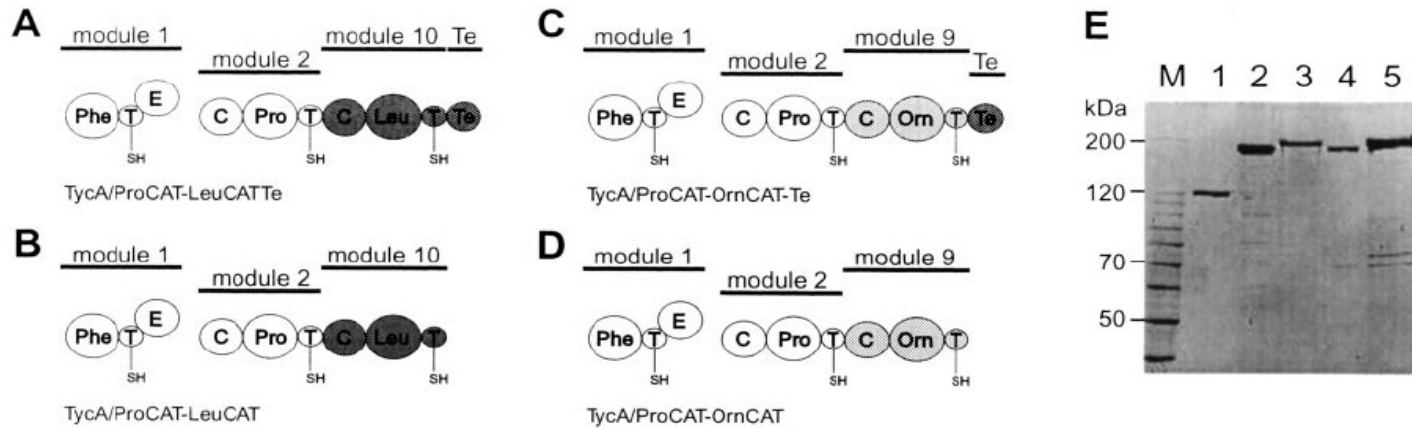 A
module 1
module 10
Te
module 2
Phe
T
E
C
Pro
T
C
Leu
T
Te
SH
SH
SH
TycA/ProCAT-LeuCATTe
B
module 1
module 10
module 2
Phe
T
E
C
Pro
T
C
Leu
T
SH
SH
SH
TycA/ProCAT-LeuCAT
C
module 1
module 9
module 2
Te
Phe
T
E
C
Pro
T
C
Orn
T
Te
SH
SH
SH
TycA/ProCAT-OrnCAT-Te
D
module 1
module 9
module 2
Phe
T
E
C
Pro
T
C
Orn
T
SH
SH
SH
TycA/ProCAT-OrnCAT
E
M 1 2 3 4 5
kDa
200
120
70
50